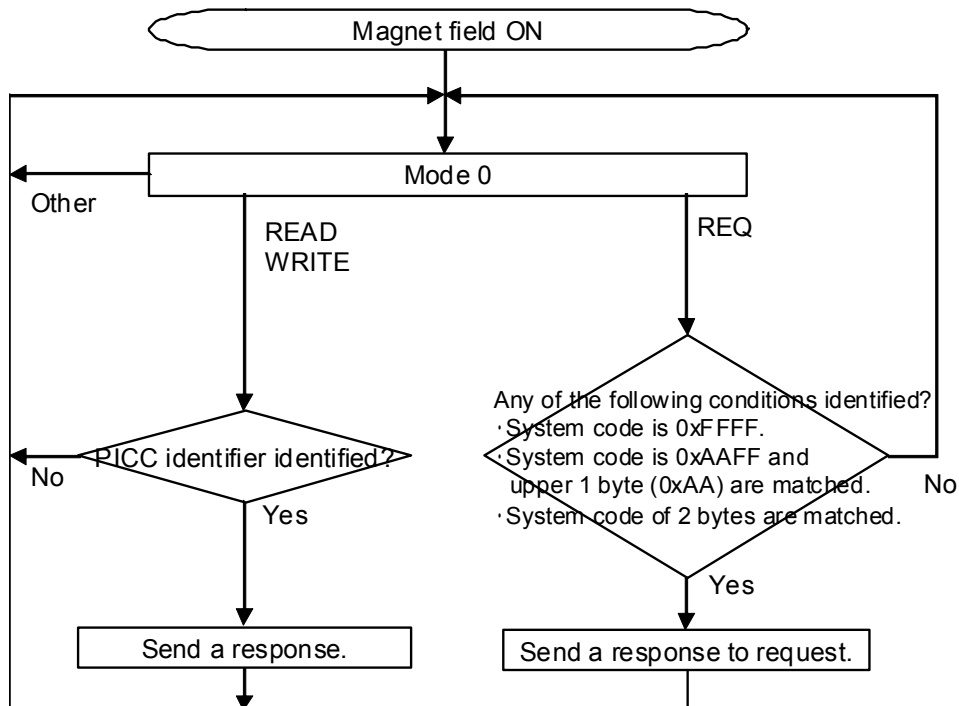 Magnet field ON
Mode 0
Other
READ
WRITE
REQ
PICC identifier identified?
No
Yes
Any of the following conditions identified?
･System code is 0xFFFF.
･System code is 0xAAFF and
upper 1 byte (0xAA) are matched.
･System code of 2 bytes are matched.
No
Yes
Send a response.
Send a response to request.